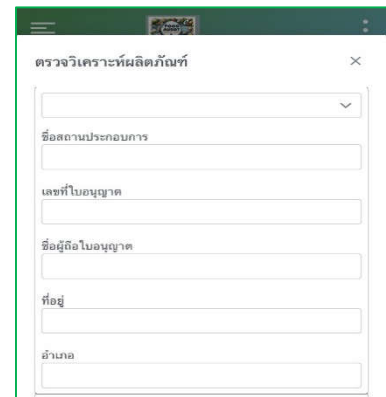 ตรวจวิเคราะห์ผลิตภัณฑ์
ชื่อสถานประกอบการ
เลขที่ใบอนุญาต
ชื่อผู้ถือใบอนุญาต
ที่อยู่
อำเภอ